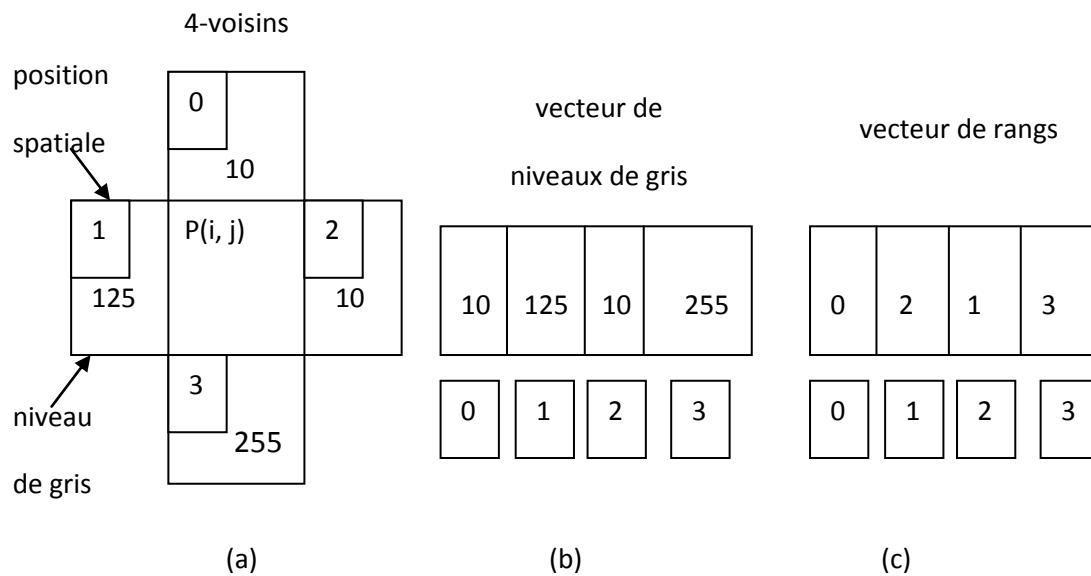 4-voisins
position
spatiale
0
10
1
P(i, j)
2
125
10
3
255
niveau
de gris
(a)
vecteur de
niveaux de gris
10 125 10 255
0 1 2 3
(b)
vecteur de rangs
0 2 1 3
0 1 2 3
(c)